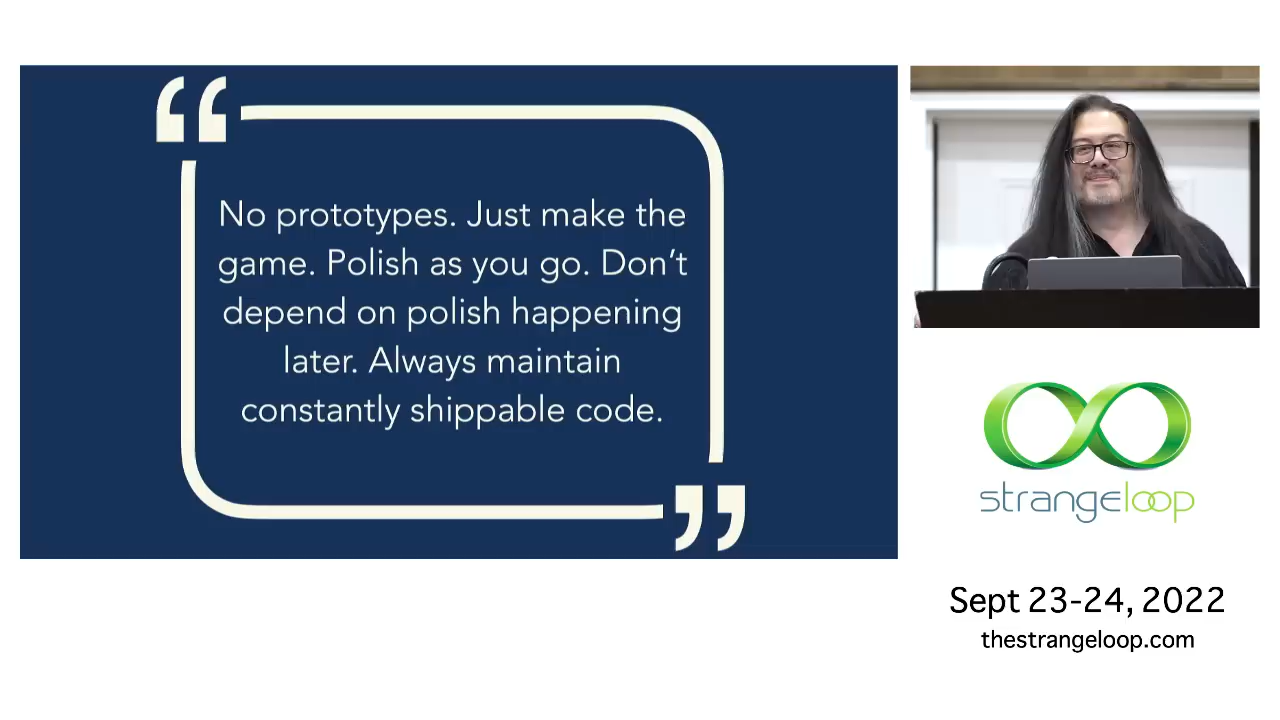 No prototypes. Just make the
game. Polish as you go. Don’t
depend on polish happening
later. Always maintain
constantly shippable code.
strangeloop
Sept 23-24, 2022
thestrangeloop.com